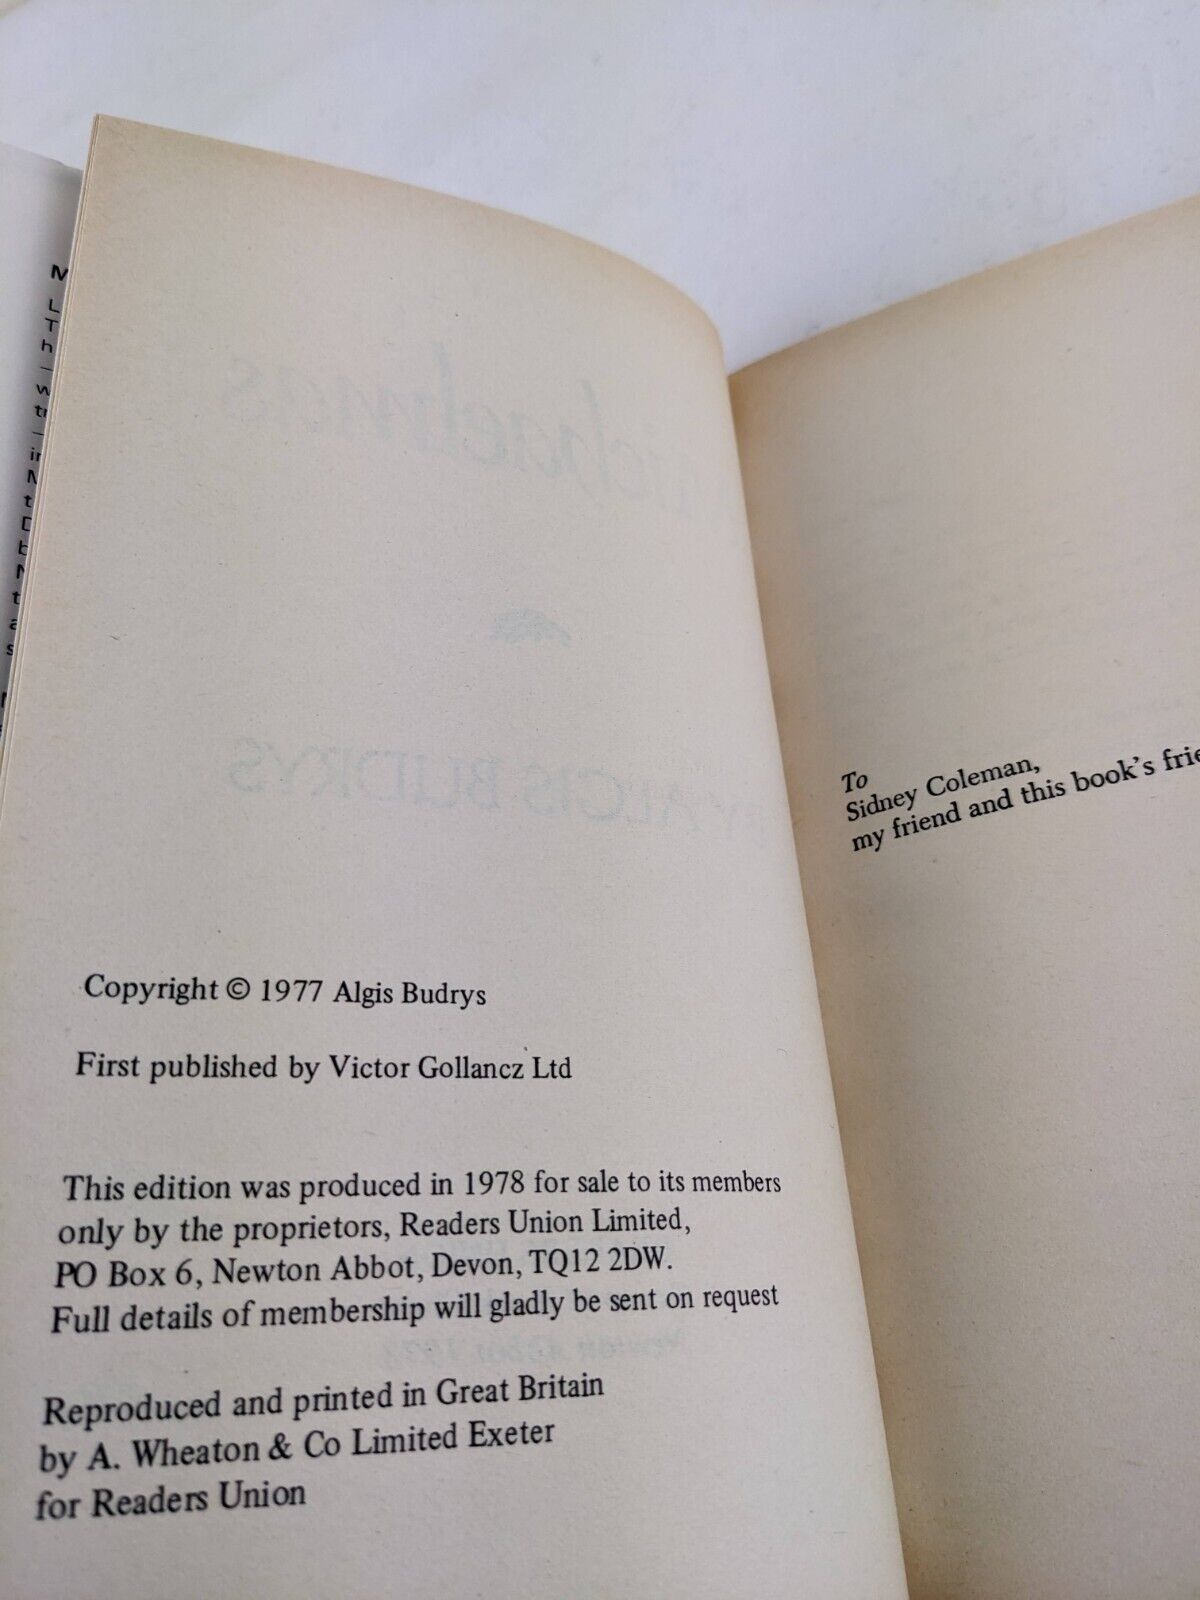 Copyright © 1977 Algis Budrys
First published by Victor Gollancz Ltd
This edition was produced in 1978 for sale to its members
only by the proprietors, Readers Union Limited,
PO Box 6, Newton Abbot, Devon, TQ12 2DW.
Full details of membership will gladly be sent on request
Reproduced and printed in Great Britain
by A. Wheaton & Co Limited Exeter
for Readers Union
To
Sidney Coleman,
my friend and this book's